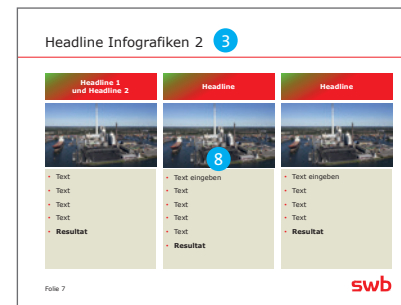 Headline Infografiken 2 3
Headline 1
und Headline 2
Headline
Headline
8
• Text
• Text
• Text
• Text
• Resultat
• Text eingeben
• Text
• Text
• Text
• Text
• Resultat
• Text eingeben
• Text
• Text
• Text
• Resultat
Folie 7
swb